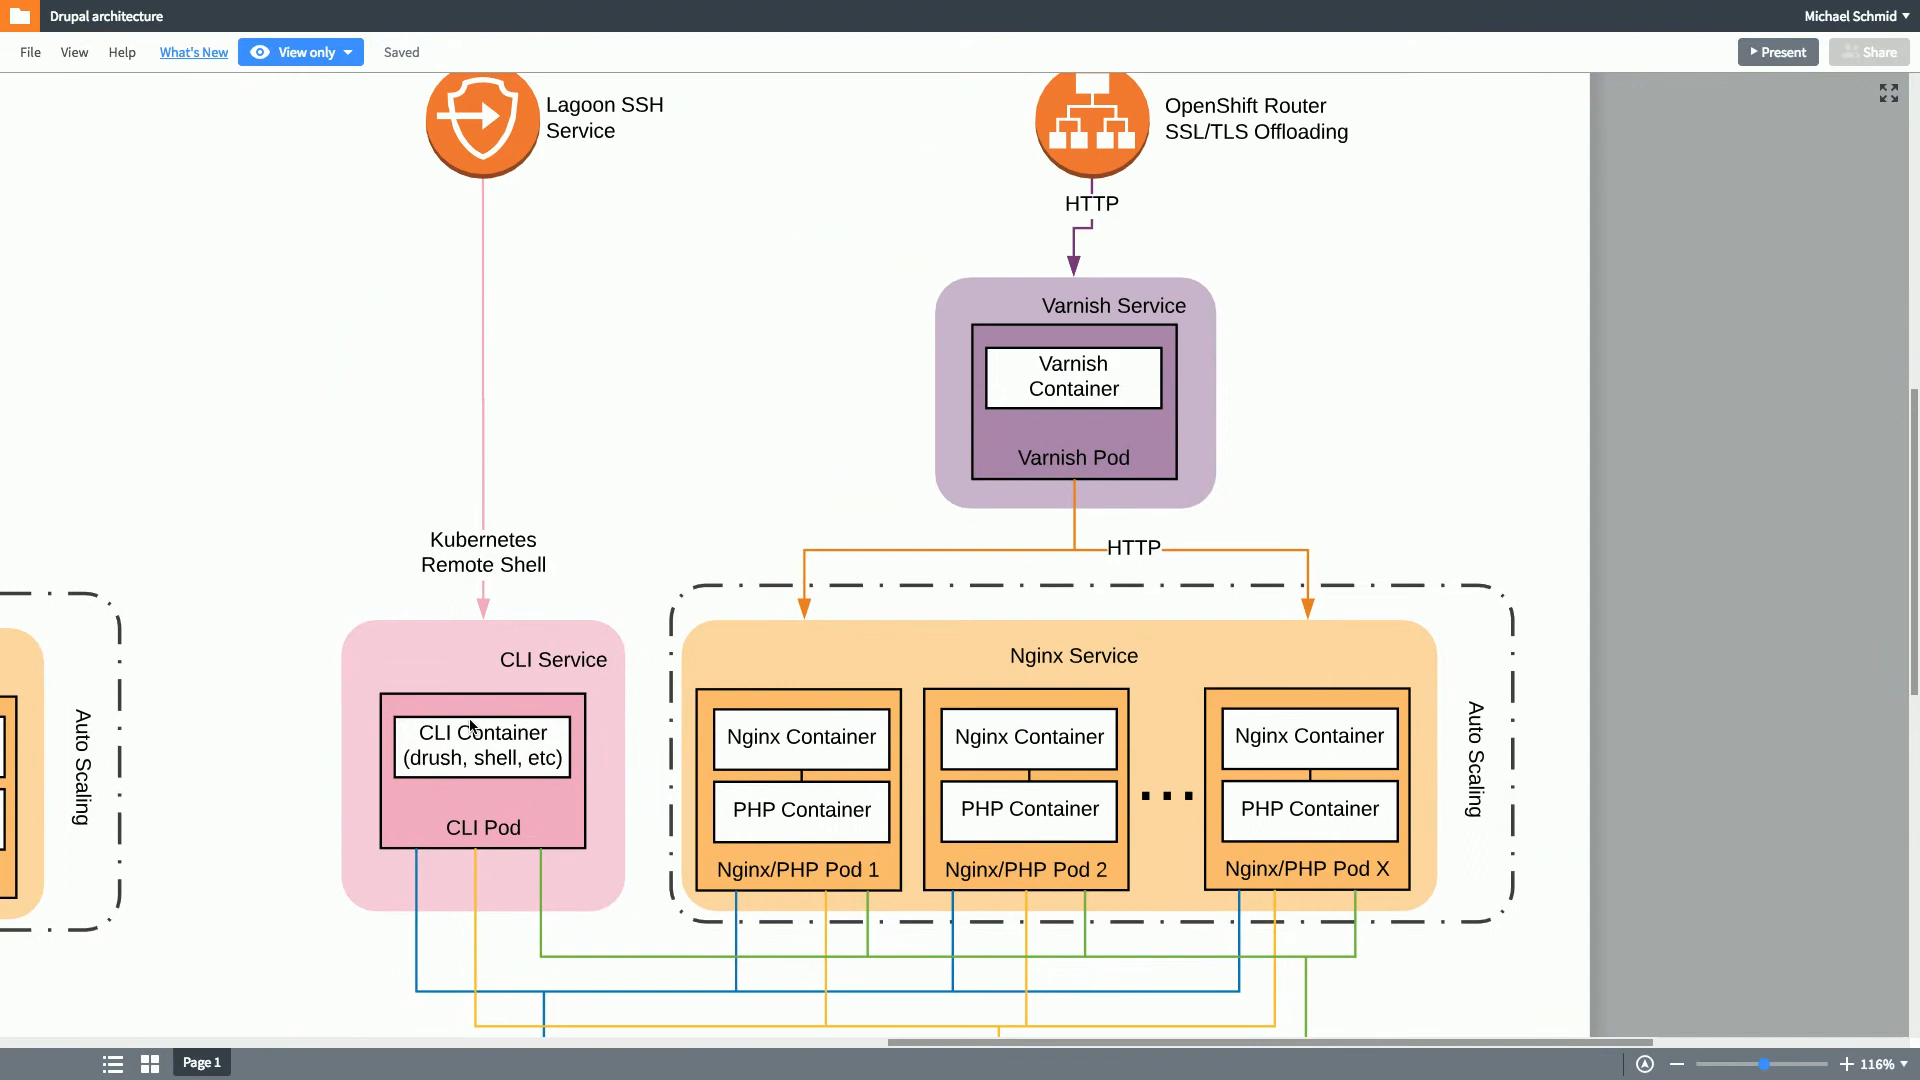 Drupal architecture
Michael Schmid
File
View
Help
What's New
View only
Saved
Present
Share
Lagoon SSH
Service
OpenShift Router
SSL/TLS Offloading
HTTP
Varnish Service
Varnish
Container
Varnish Pod
HTTP
Kubernetes
Remote Shell
CLI Service
CLI Container
(drush, shell, etc)
CLI Pod
Nginx Service
Nginx Container
PHP Container
Nginx/PHP Pod 1
Nginx Container
PHP Container
Nginx/PHP Pod 2
...
Nginx Container
PHP Container
Nginx/PHP Pod X
Auto Scaling
Auto Scaling
Page 1
116%